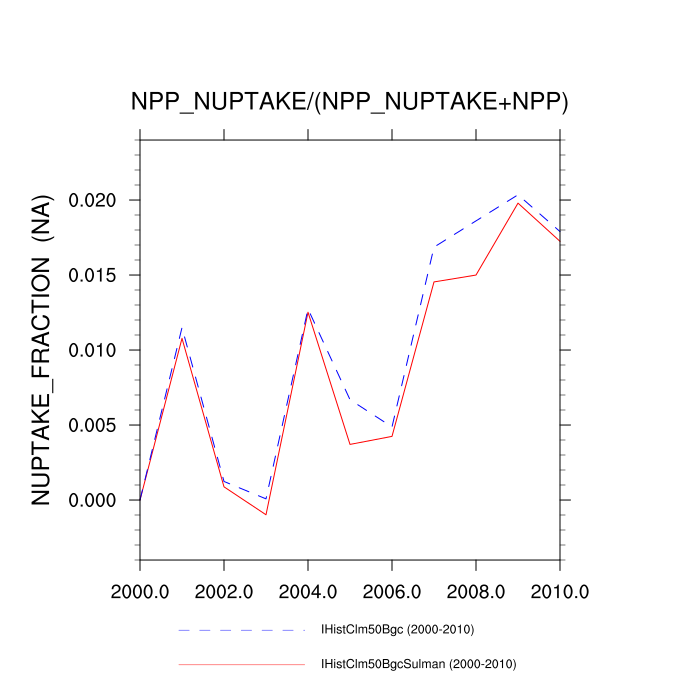 NPP_NUPTAKE/(NPP_NUPTAKE+NPP)
NUPTAKE_FRACTION (NA)
0.020
0.015
0.010
0.005
0.000
2000.0 2002.0 2004.0 2006.0 2008.0 2010.0
IHistClm50Bgc (2000-2010)
IHistClm50BgcSulman (2000-2010)